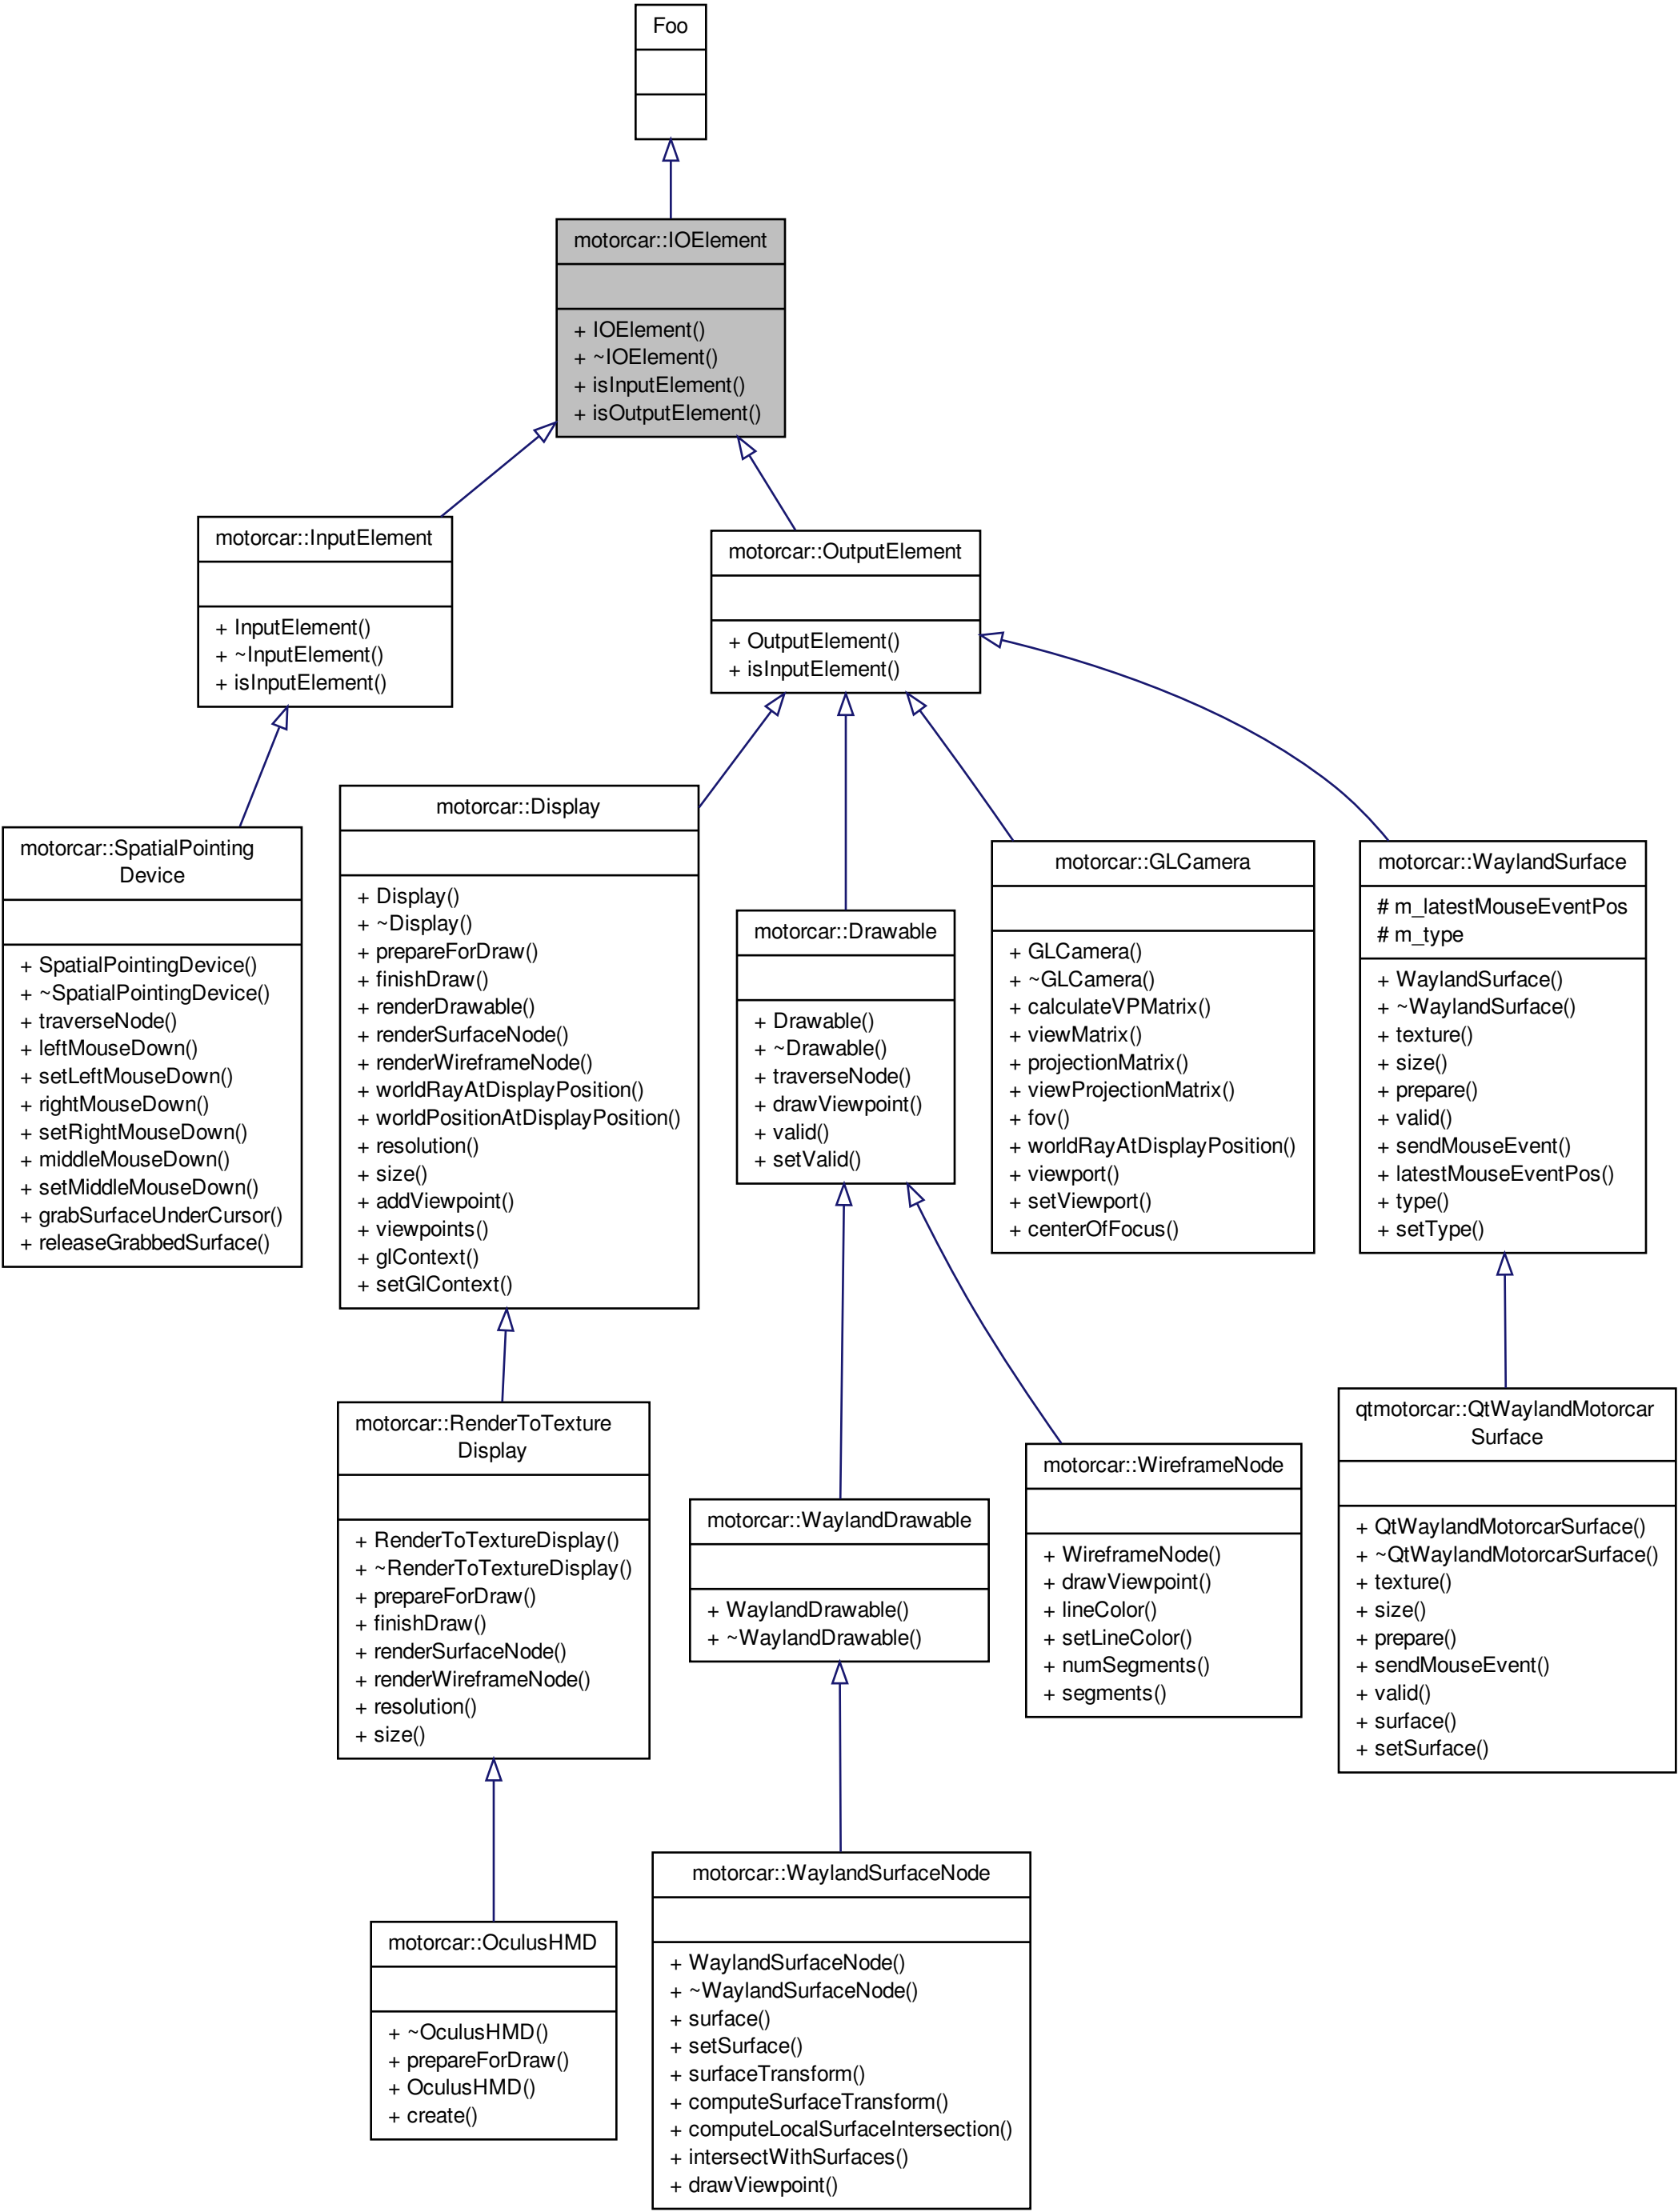 Foo
motorcar::IOElement
+ IOElement()
+ ~IOElement()
+ isInputElement()
+ isOutputElement()
motorcar::InputElement
+ InputElement()
+ ~InputElement()
+ isInputElement()
motorcar::OutputElement
+ OutputElement()
+ isInputElement()
motorcar::SpatialPointing
Device
+ SpatialPointingDevice()
+ ~SpatialPointingDevice()
+ traverseNode()
+ leftMouseDown()
+ setLeftMouseDown()
+ rightMouseDown()
+ setRightMouseDown()
+ middleMouseDown()
+ setMiddleMouseDown()
+ grabSurfaceUnderCursor()
+ releaseGrabbedSurface()
motorcar::Display
+ Display()
+ ~Display()
+ prepareForDraw()
+ finishDraw()
+ renderDrawable()
+ renderSurfaceNode()
+ renderWireframeNode()
+ worldRayAtDisplayPosition()
+ worldPositionAtDisplayPosition()
+ resolution()
+ size()
+ addViewpoint()
+ viewpoints()
+ glContext()
+ setGlContext()
motorcar::Drawable
+ Drawable()
+ ~Drawable()
+ traverseNode()
+ drawViewpoint()
+ valid()
+ setValid()
motorcar::GLCamera
+ GLCamera()
+ ~GLCamera()
+ calculateVPMatrix()
+ viewMatrix()
+ projectionMatrix()
+ viewProjectionMatrix()
+ fov()
+ worldRayAtDisplayPosition()
+ viewport()
+ setViewport()
+ centerOfFocus()
motorcar::WaylandSurface
# m_latestMouseEventPos
# m_type
+ WaylandSurface()
+ ~WaylandSurface()
+ texture()
+ size()
+ prepare()
+ valid()
+ sendMouseEvent()
+ latestMouseEventPos()
+ type()
+ setType()
motorcar::RenderToTexture
Display
+ RenderToTextureDisplay()
+ ~RenderToTextureDisplay()
+ prepareForDraw()
+ finishDraw()
+ renderSurfaceNode()
+ renderWireframeNode()
+ resolution()
+ size()
motorcar::WaylandDrawable
+ WaylandDrawable()
+ ~WaylandDrawable()
motorcar::WireframeNode
+ WireframeNode()
+ drawViewpoint()
+ lineColor()
+ setLineColor()
+ numSegments()
+ segments()
qtmotorcar::QtWaylandMotorcar
Surface
+ QtWaylandMotorcarSurface()
+ ~QtWaylandMotorcarSurface()
+ texture()
+ size()
+ prepare()
+ sendMouseEvent()
+ valid()
+ surface()
+ setSurface()
motorcar::OculusHMD
+ ~OculusHMD()
+ prepareForDraw()
+ OculusHMD()
+ create()
motorcar::WaylandSurfaceNode
+ WaylandSurfaceNode()
+ ~WaylandSurfaceNode()
+ surface()
+ setSurface()
+ surfaceTransform()
+ computeSurfaceTransform()
+ computeLocalSurfaceIntersection()
+ intersectWithSurfaces()
+ drawViewpoint()